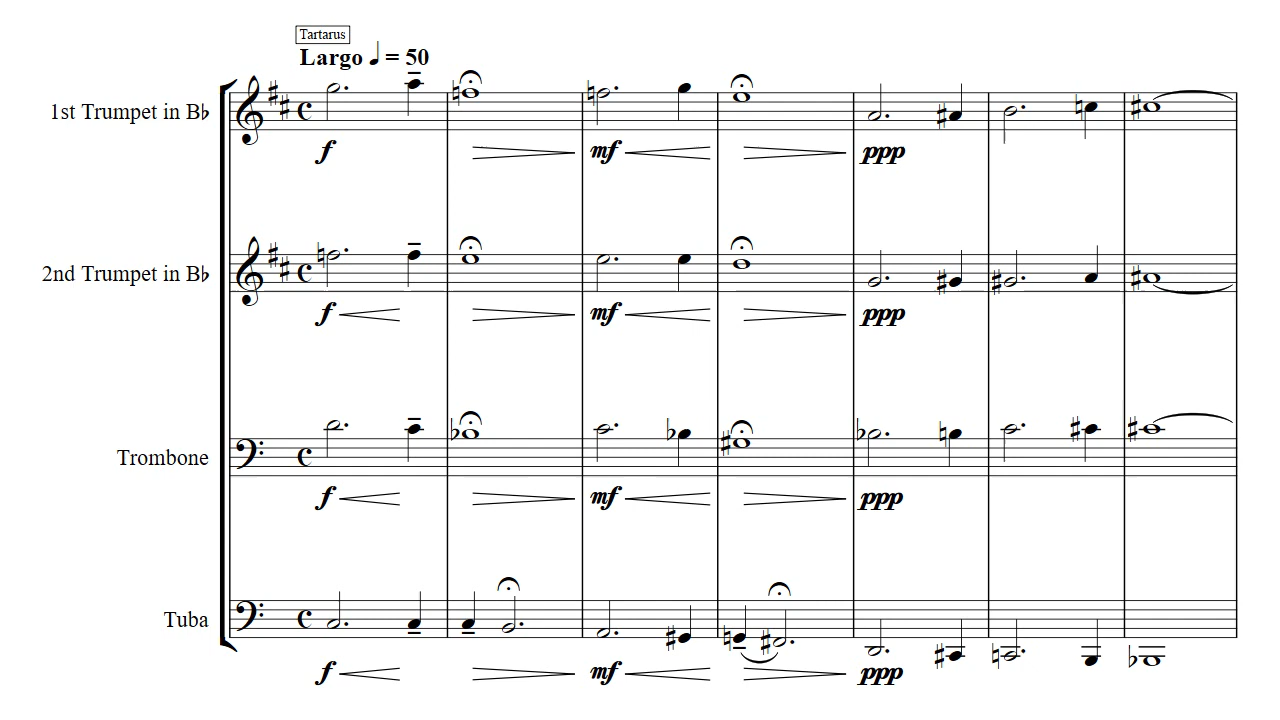 Tartarus
Largo ♩ = 50
1st Trumpet in B♭
f mf ppp
2nd Trumpet in B♭
f mf ppp
Trombone
f mf ppp
Tuba
f mf ppp